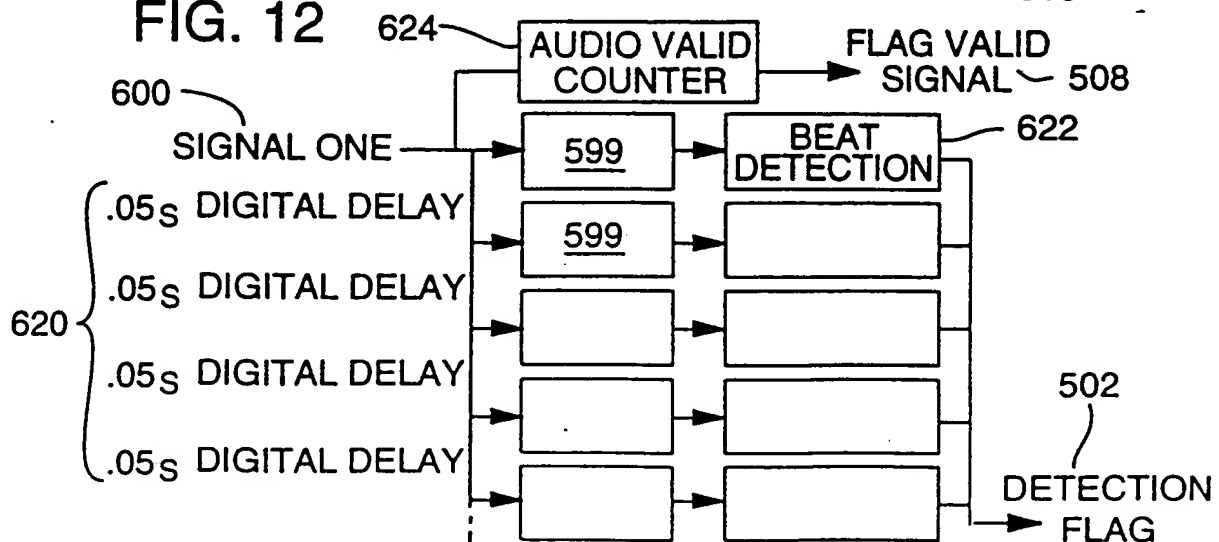 FIG. 12
624
AUDIO VALID COUNTER
FLAG VALID SIGNAL
508
600
SIGNAL ONE
599
BEAT DETECTION
622
.05s DIGITAL DELAY
599
.05s DIGITAL DELAY
620
.05s DIGITAL DELAY
.05s DIGITAL DELAY
502
DETECTION FLAG